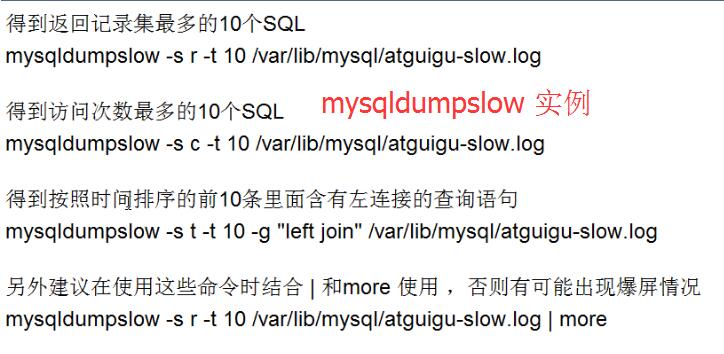 得到返回记录集最多的10个SQL
mysqldumpslow -s r -t 10 /var/lib/mysql/atguigu-slow.log
得到访问次数最多的10个SQL
mysqldumpslow 实例
mysqldumpslow -s c -t 10 /var/lib/mysql/atguigu-slow.log
得到按照时间排序的前10条里面含有左连接的查询语句
mysqldumpslow -s t -t 10 -g "left join" /var/lib/mysql/atguigu-slow.log
另外建议在使用这些命令时结合 | 和more 使用 ，否则有可能出现爆屏情况
mysqldumpslow -s r -t 10 /var/lib/mysql/atguigu-slow.log | more